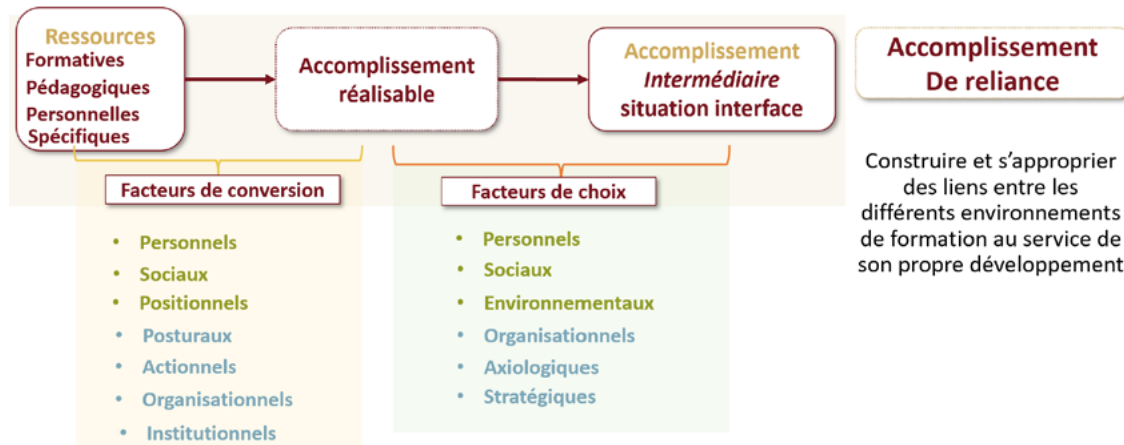 Ressources
Formatives
Pédagogiques
Personnelles
Spécifiques
Accomplissement
réalisable
Accomplissement
Intermédiaire
situation interface
Accomplissement
De reliance
Facteurs de conversion
• Personnels
• Sociaux
• Positionnels
• Posturaux
• Actionnels
• Organisationnels
• Institutionnels
Facteurs de choix
• Personnels
• Sociaux
• Environnementaux
• Organisationnels
• Axiologiques
• Stratégiques
Construire et s’approprier
des liens entre les
différents environnements
de formation au service de
son propre développement